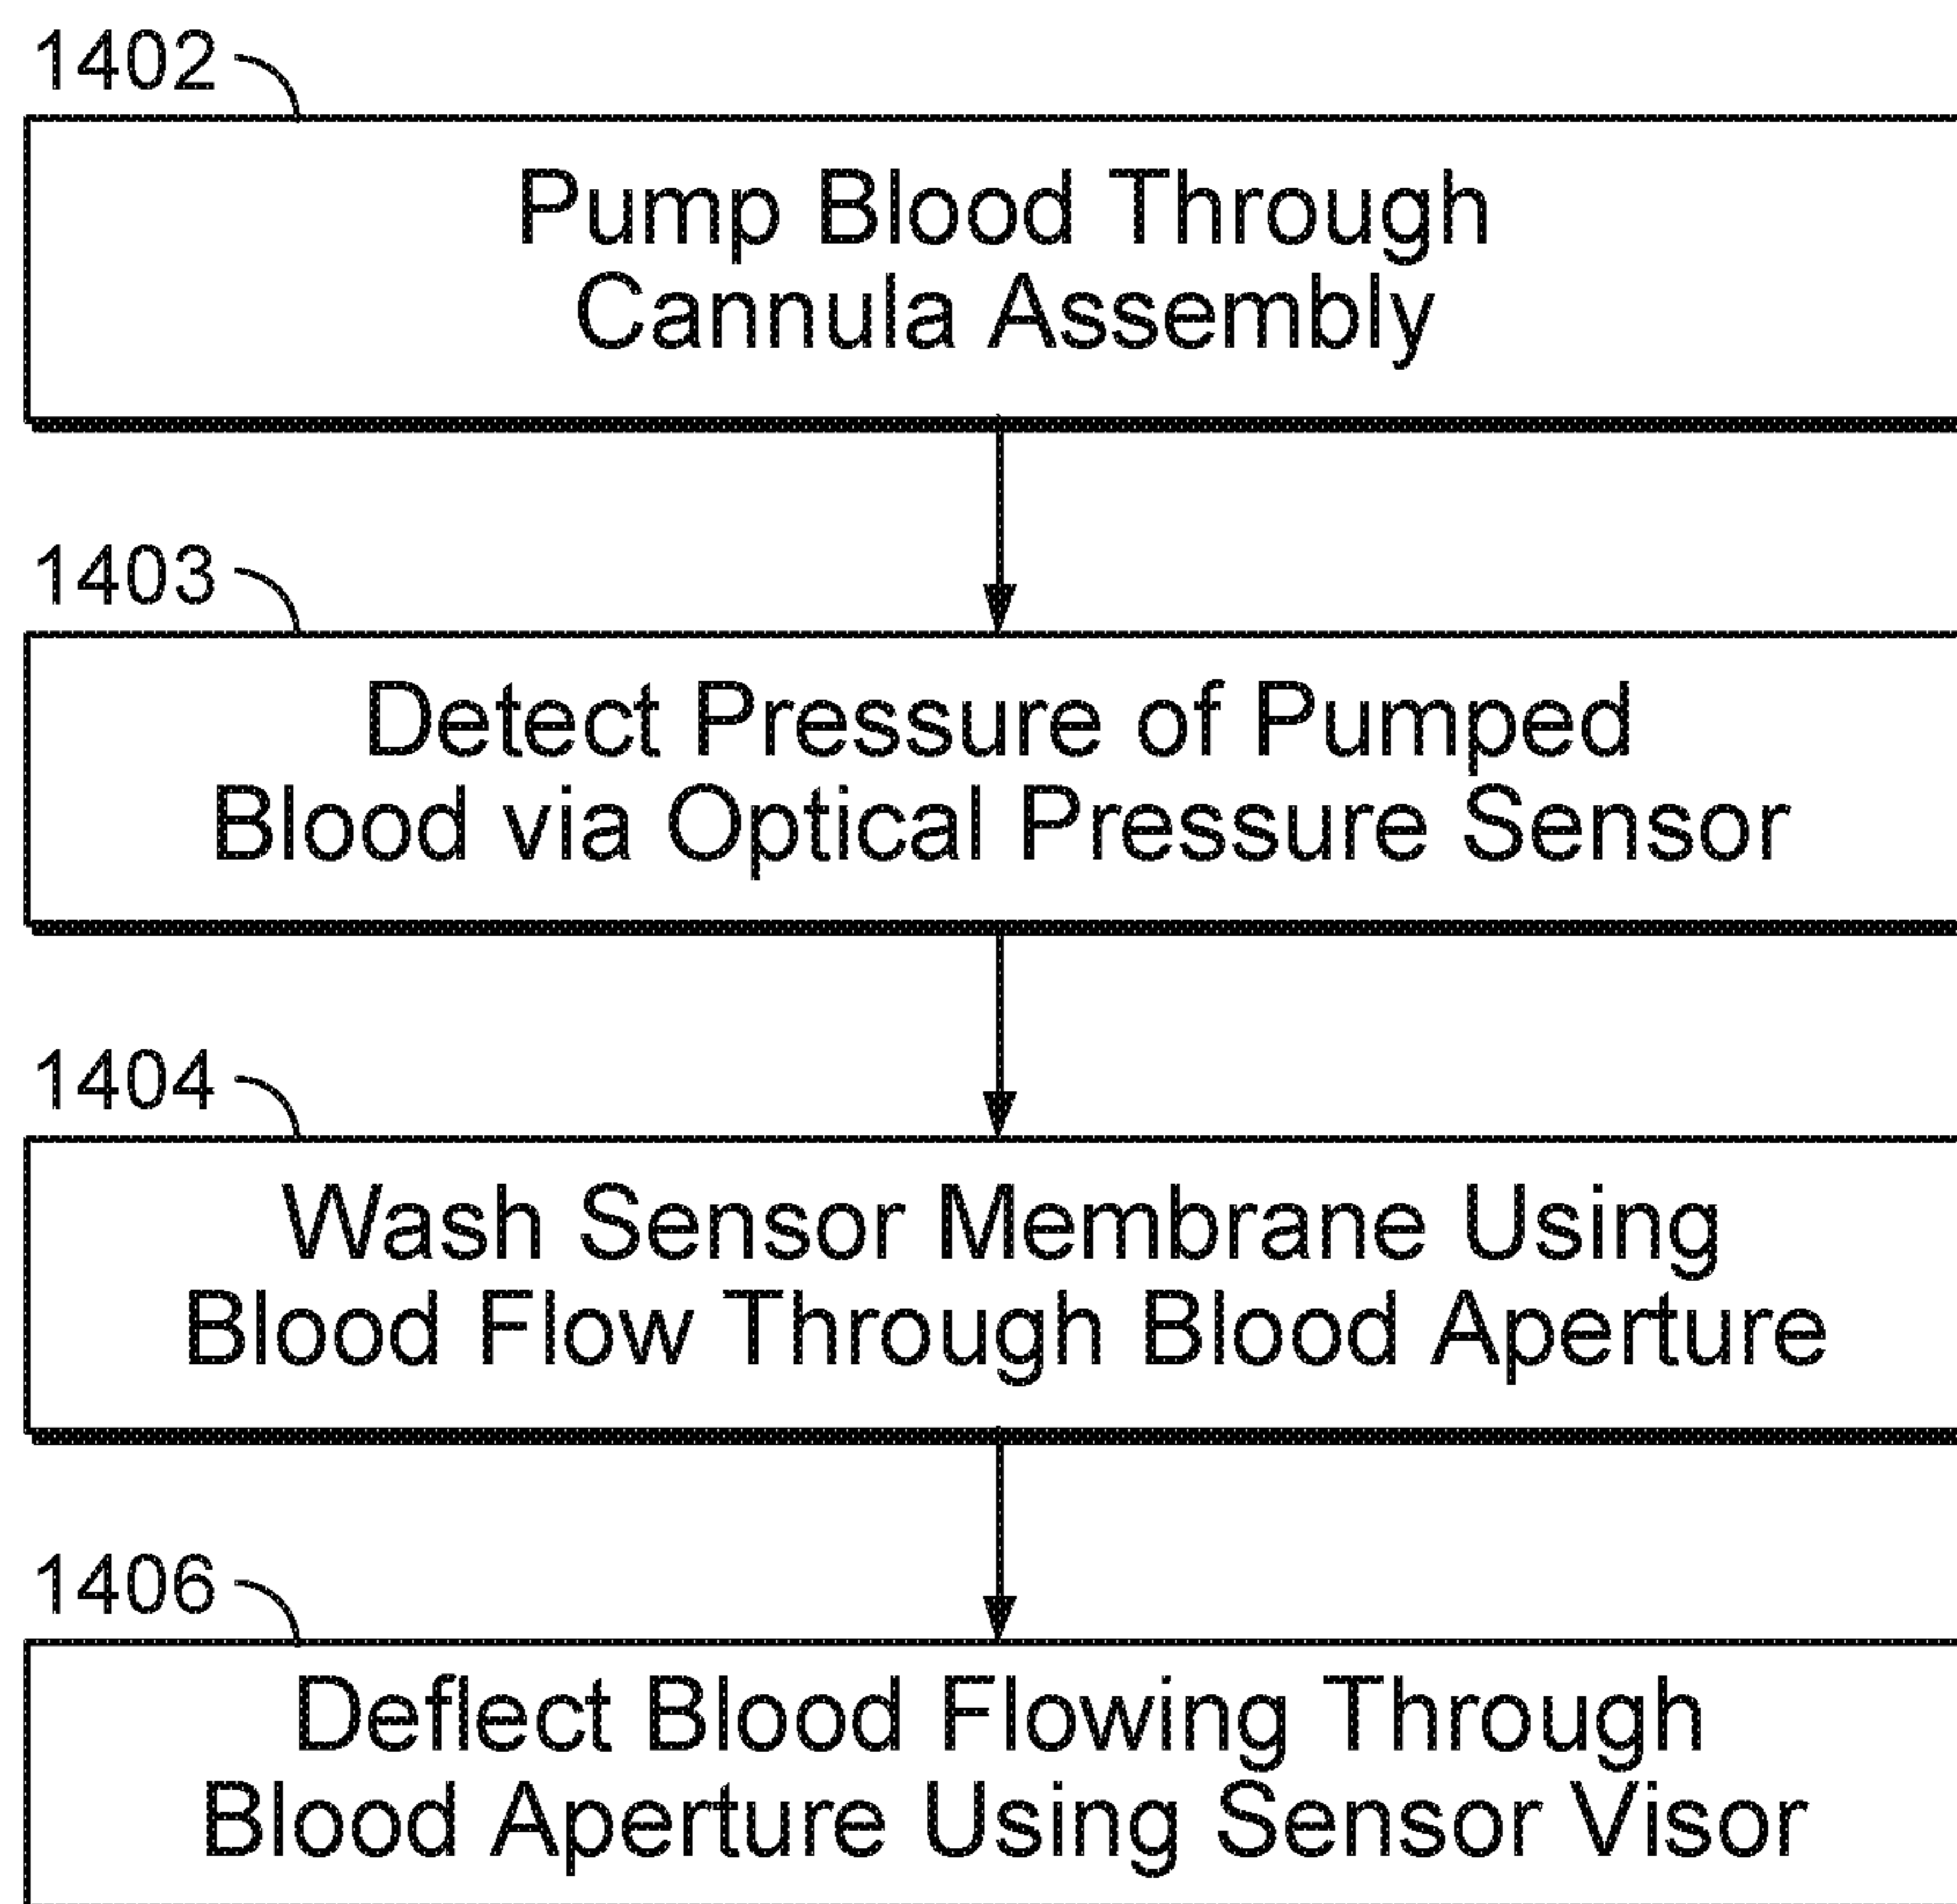 1402
Pump Blood Through
Cannula Assembly
1403
Detect Pressure of Pumped
Blood via Optical Pressure Sensor
1404
Wash Sensor Membrane Using
Blood Flow Through Blood Aperture
1406
Deflect Blood Flowing Through
Blood Aperture Using Sensor Visor